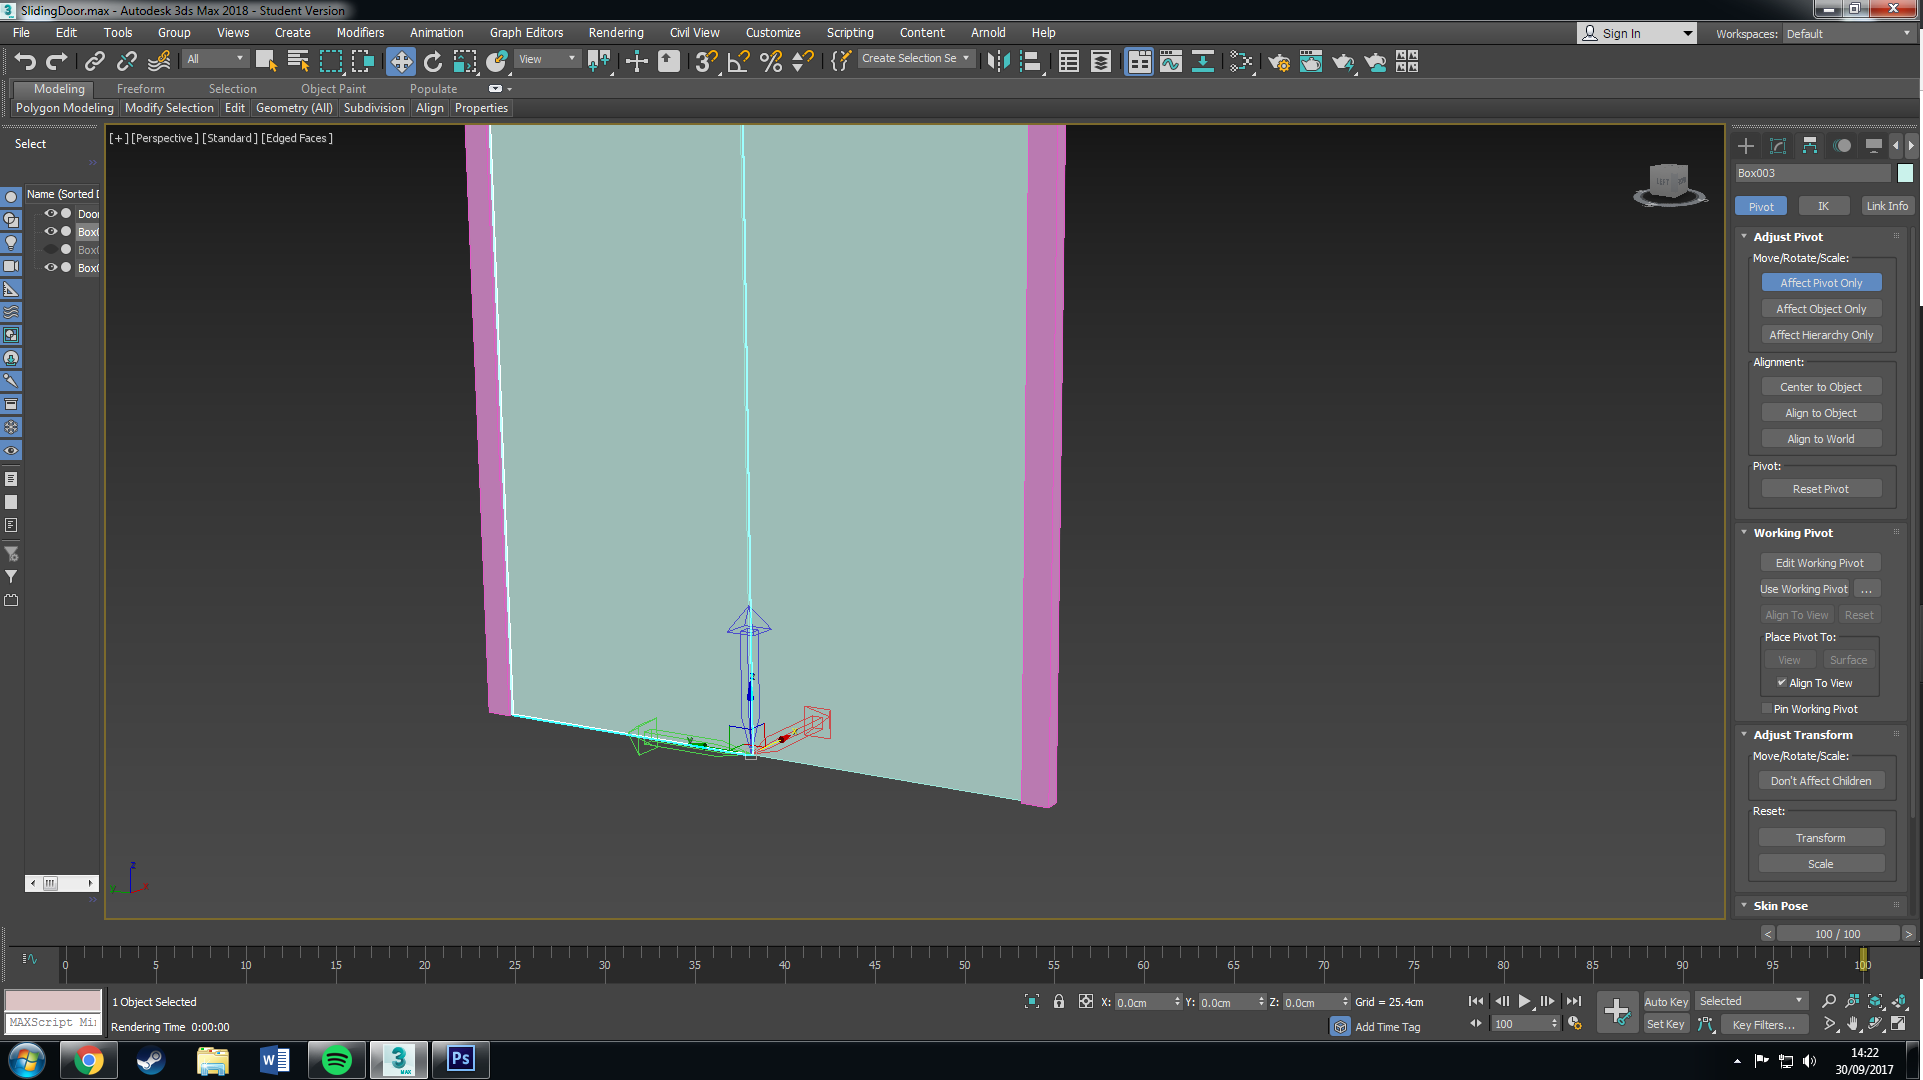 SlidingDoor.max - Autodesk 3ds Max 2018 - Student Version
File Edit Tools Group Views Create Modifiers Animation Graph Editors Rendering Civil View Customize Scripting Content Arnold Help
Sign In Workspaces: Default
All View Create Selection Se
Modeling Freeform Selection Object Paint Populate
Polygon Modeling Modify Selection Edit Geometry (All) Subdivision Align Properties
Select
[+] [Perspective] [Standard] [Edged Faces]
Name (Sorted D
Door
Box0
Box0
Box0
LEFT
Box003
Pivot IK Link Info
Adjust Pivot
Move/Rotate/Scale:
Affect Pivot Only
Affect Object Only
Affect Hierarchy Only
Alignment:
Center to Object
Align to Object
Align to World
Pivot:
Reset Pivot
Working Pivot
Edit Working Pivot
Use Working Pivot ...
Align To View Reset
Place Pivot To:
View Surface
Align To View
Pin Working Pivot
Adjust Transform
Move/Rotate/Scale:
Don't Affect Children
Reset:
Transform
Scale
Skin Pose
z
y x
< 100 / 100 >
0 5 10 15 20 25 30 35 40 45 50 55 60 65 70 75 80 85 90 95 100
1 Object Selected X: 0.0cm Y: 0.0cm Z: 0.0cm Grid = 25.4cm Auto Key Selected
MAXScript Mi
Rendering Time 0:00:00 Add Time Tag 100 Set Key Key Filters...
14:22
30/09/2017